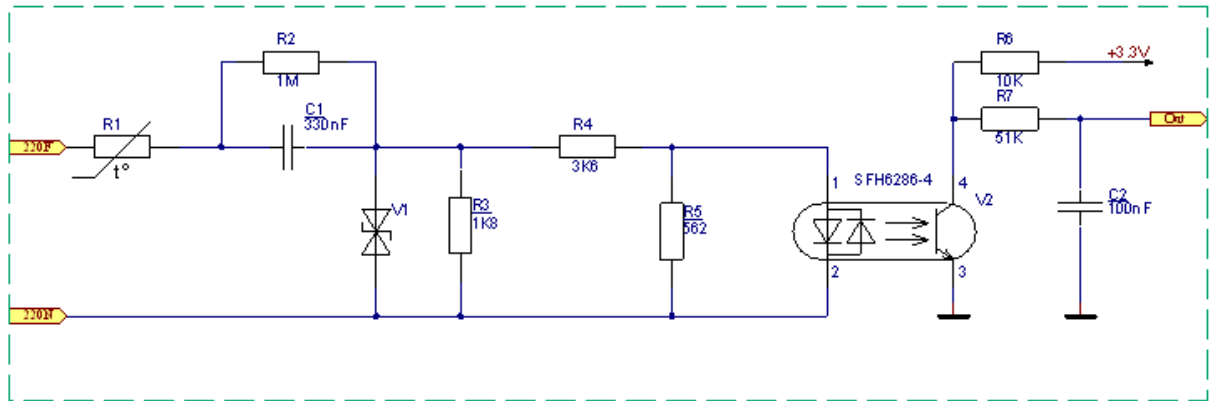 R2
1M
C1
330nF
R1
t°
220F
R4
3K6
V1
R3
1K8
R5
562
220N
1
SFH6286-4
4
V2
2
3
R6
10K
+3.3V
R7
51K
Out
C2
100nF